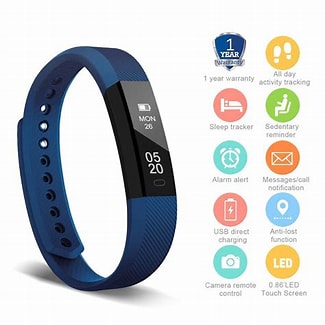 MON
26
05
20
1
YEAR
Warranty
1 year warranty
All day
activity tracking
Sleep tracker
Sedentary
reminder
Alarm alert
Messages/call
notification
USB direct
charging
Anti-lost
function
Camera remote
control
LED
0.86'LED
Touch Screen